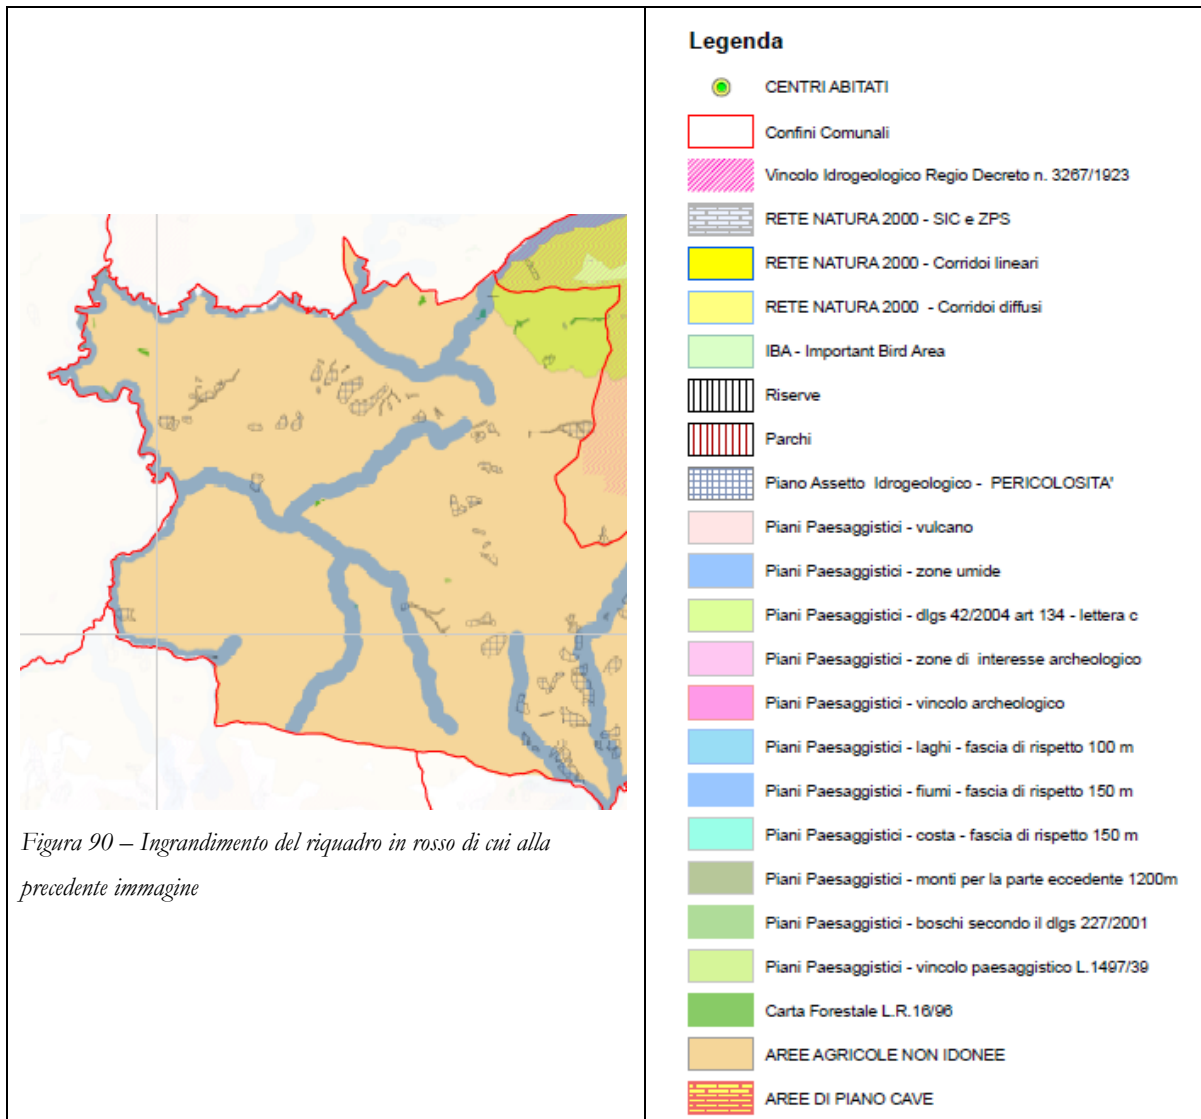 Legenda
CENTRI ABITATI
Confini Comunali
Vincolo Idrogeologico Regio Decreto n. 3267/1923
RETE NATURA 2000 - SIC e ZPS
RETE NATURA 2000 - Corridoi lineari
RETE NATURA 2000 - Corridoi diffusi
IBA - Important Bird Area
Riserve
Parchi
Piano Assetto Idrogeologico - PERICOLOSITA'
Piani Paesaggistici - vulcano
Piani Paesaggistici - zone umide
Piani Paesaggistici - dlgs 42/2004 art 134 - lettera c
Piani Paesaggistici - zone di interesse archeologico
Piani Paesaggistici - vincolo archeologico
Piani Paesaggistici - laghi - fascia di rispetto 100 m
Piani Paesaggistici - fiumi - fascia di rispetto 150 m
Piani Paesaggistici - costa - fascia di rispetto 150 m
Piani Paesaggistici - monti per la parte eccedente 1200m
Piani Paesaggistici - boschi secondo il dlgs 227/2001
Piani Paesaggistici - vincolo paesaggistico L.1497/39
Carta Forestale L.R.16/96
AREE AGRICOLE NON IDONEE
AREE DI PIANO CAVE
Figura 90 – Ingrandimento del riquadro in rosso di cui alla
precedente immagine